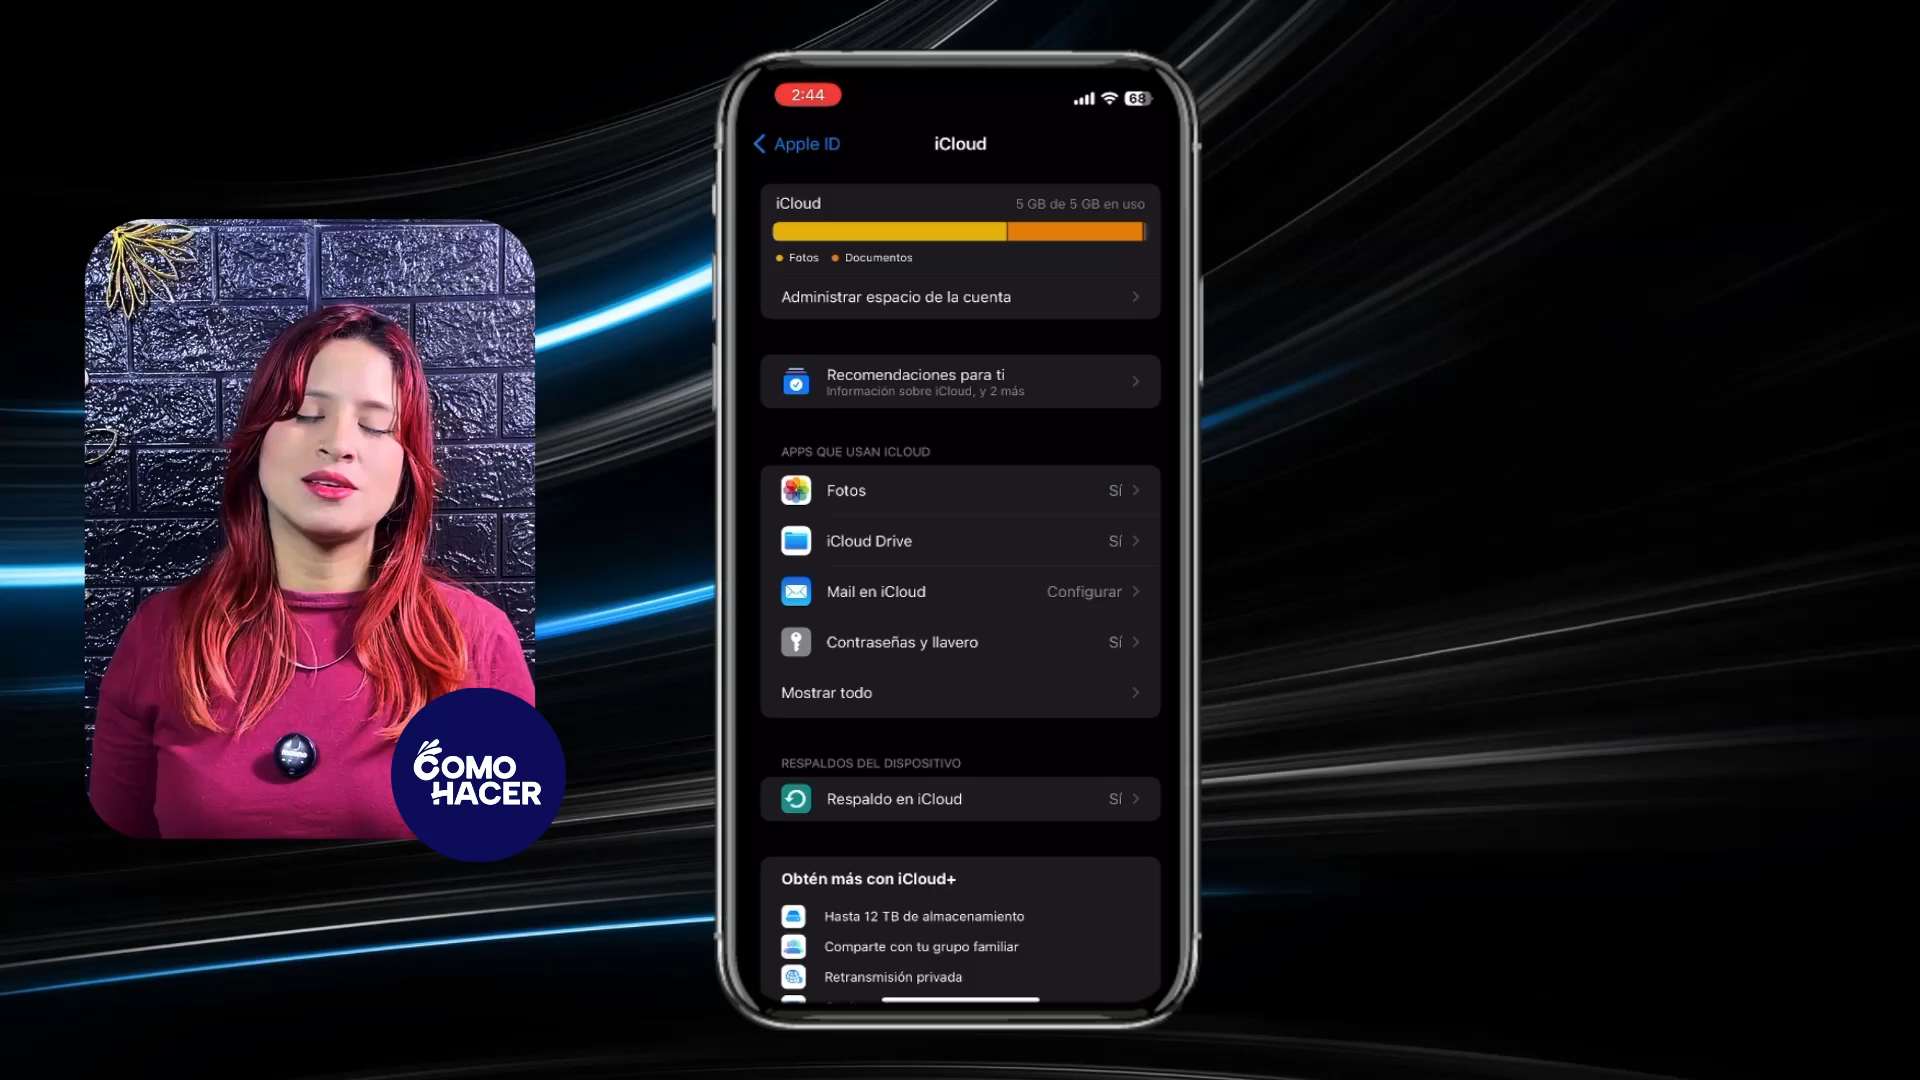 2:44
68
Apple ID
iCloud
iCloud
5 GB de 5 GB en uso
Fotos
Documentos
Administrar espacio de la cuenta
Recomendaciones para ti
Información sobre iCloud, y 2 más
APPS QUE USAN ICLOUD
Fotos
Sí
iCloud Drive
Sí
Mail en iCloud
Configurar
Contraseñas y llavero
Sí
Mostrar todo
RESPALDOS DEL DISPOSITIVO
Respaldo en iCloud
Sí
Obtén más con iCloud+
Hasta 12 TB de almacenamiento
Comparte con tu grupo familiar
Retransmisión privada
COMO
HACER